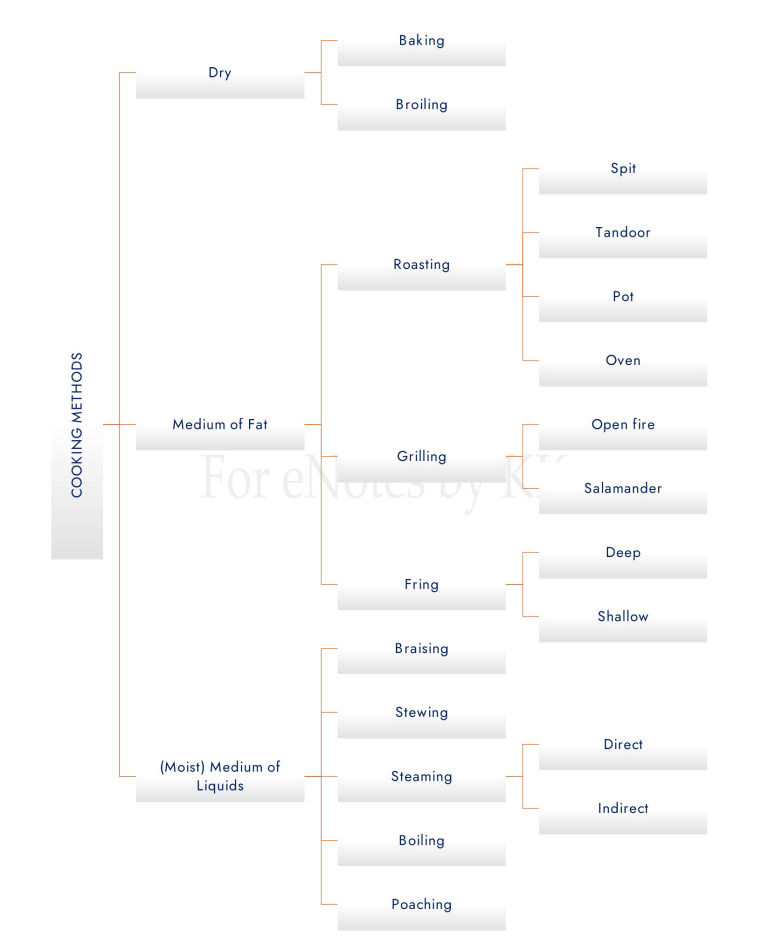 COOKING METHODS
Dry
Baking
Broiling
Medium of Fat
Roasting
Spit
Tandoor
Pot
Oven
Grilling
Open fire
Salamander
Fring
Deep
Shallow
(Moist) Medium of
Liquids
Braising
Stewing
Steaming
Direct
Indirect
Boiling
Poaching
For eNotes by KK